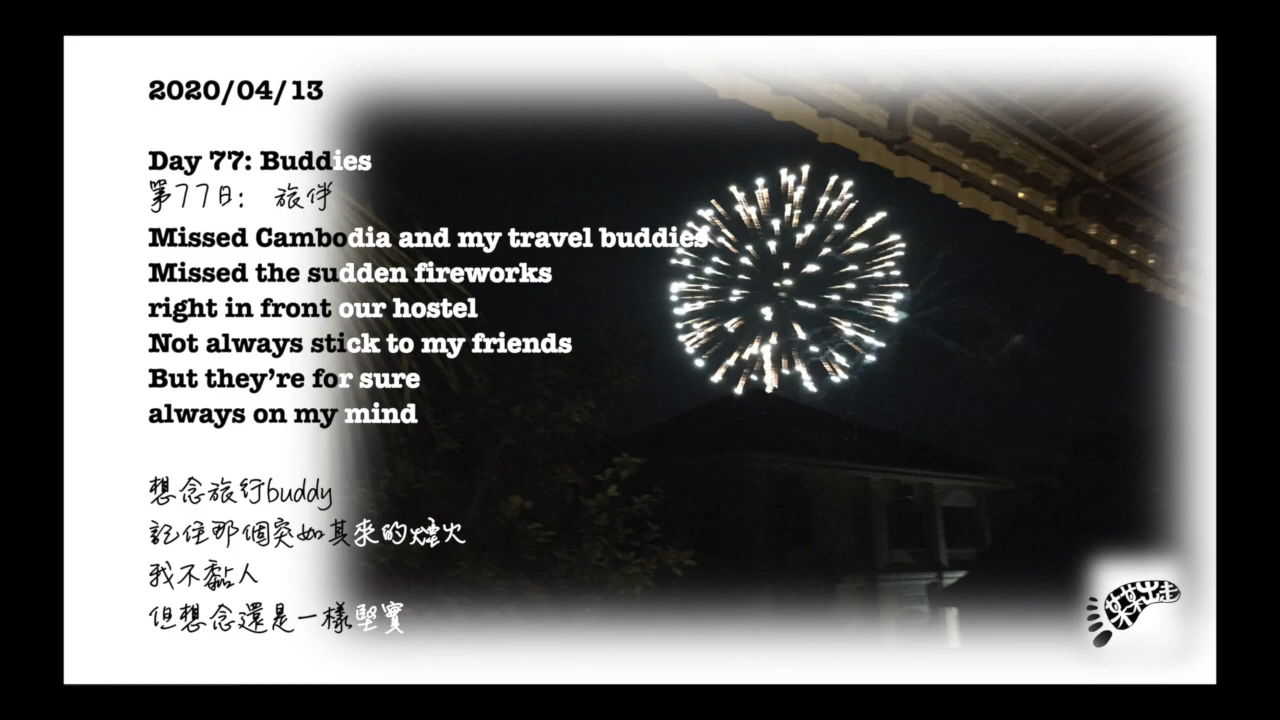 2020/04/13
Day 77: Buddies
第77日： 旅伴
Missed Cambodia and my travel buddies
Missed the sudden fireworks
right in front our hostel
Not always stick to my friends
But they’re for sure
always on my mind
想念旅行buddy
記住那個突如其來的煙火
我不黏人
但想念還是一樣堅實
出走